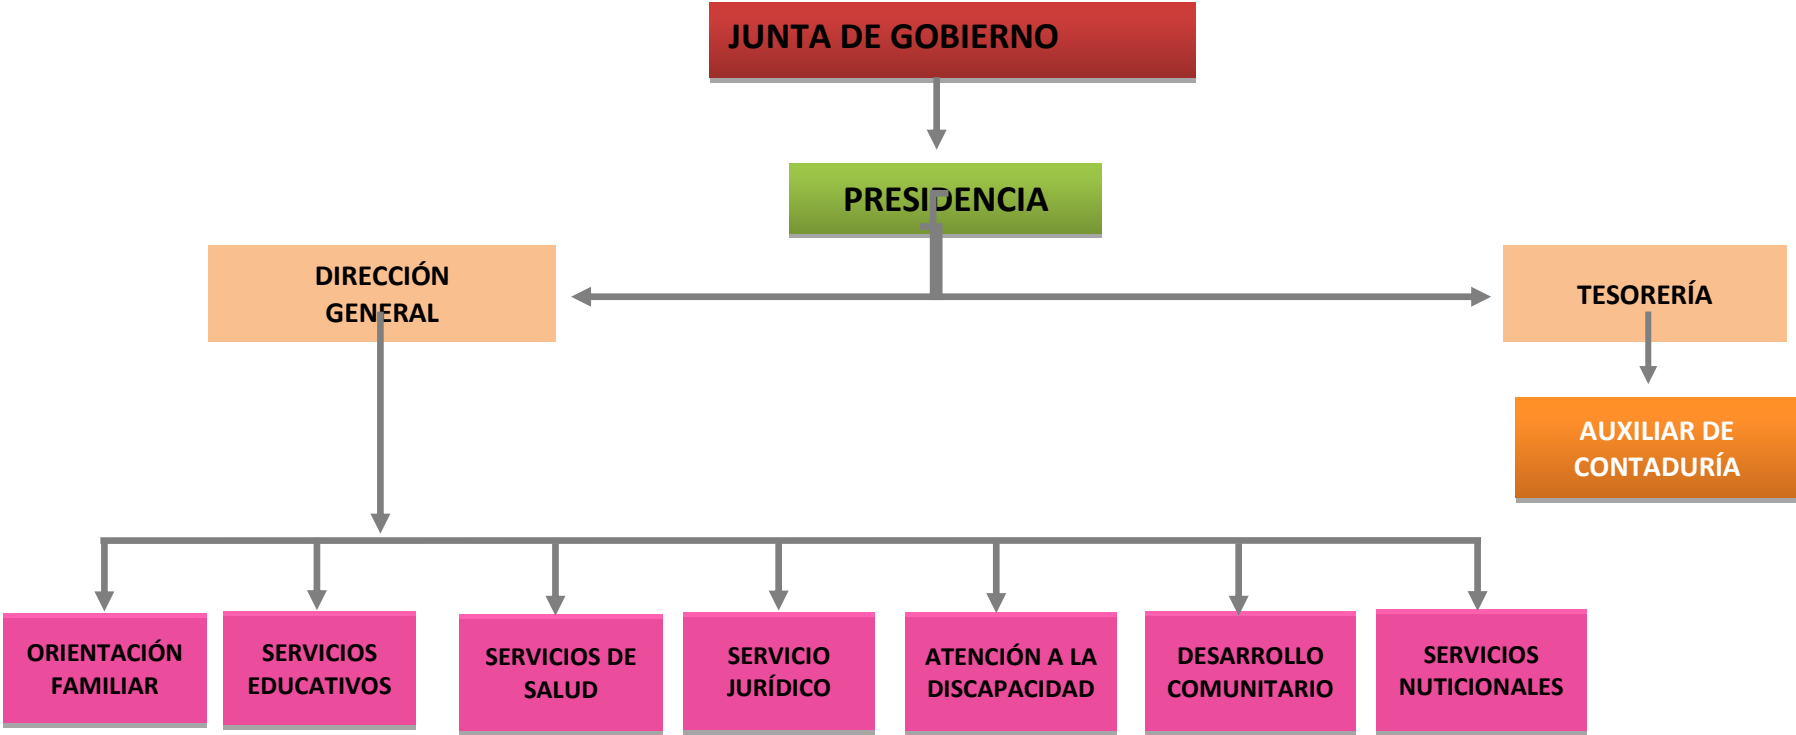 JUNTA DE GOBIERNO
PRESIDENCIA
DIRECCIÓN
GENERAL
TESORERÍA
AUXILIAR DE
CONTADURÍA
ORIENTACIÓN
FAMILIAR
SERVICIOS
EDUCATIVOS
SERVICIOS DE
SALUD
SERVICIO
JURÍDICO
ATENCIÓN A LA
DISCAPACIDAD
DESARROLLO
COMUNITARIO
SERVICIOS
NUTICIONALES